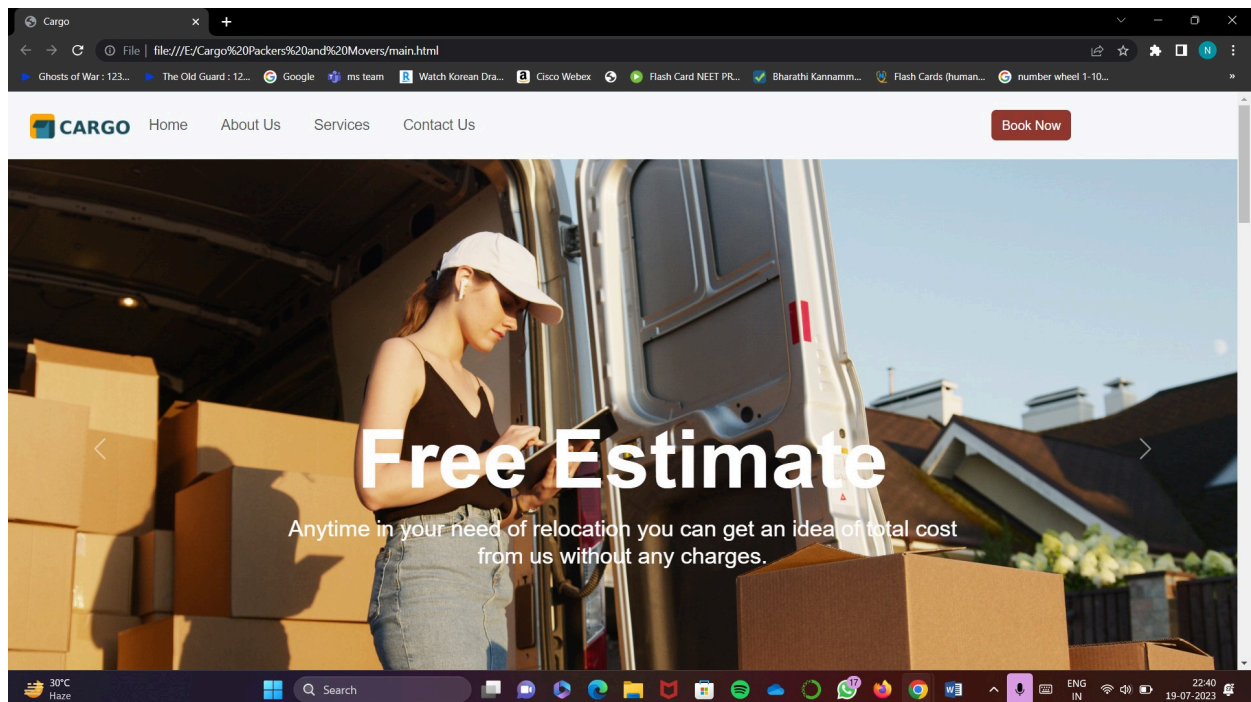 Cargo
File | file:///E:/Cargo%20Packers%20and%20Movers/main.html
N
Ghosts of War : 123... The Old Guard : 12... Google ms team Watch Korean Dra... Cisco Webex Flash Card NEET PR... Bharathi Kannamm... Flash Cards (human... number wheel 1-10... »
CARGO Home About Us Services Contact Us Book Now
Free Estimate
Anytime in your need of relocation you can get an idea of total cost
from us without any charges.
30°C
Haze
Search
17
ENG
IN
22:40
19-07-2023